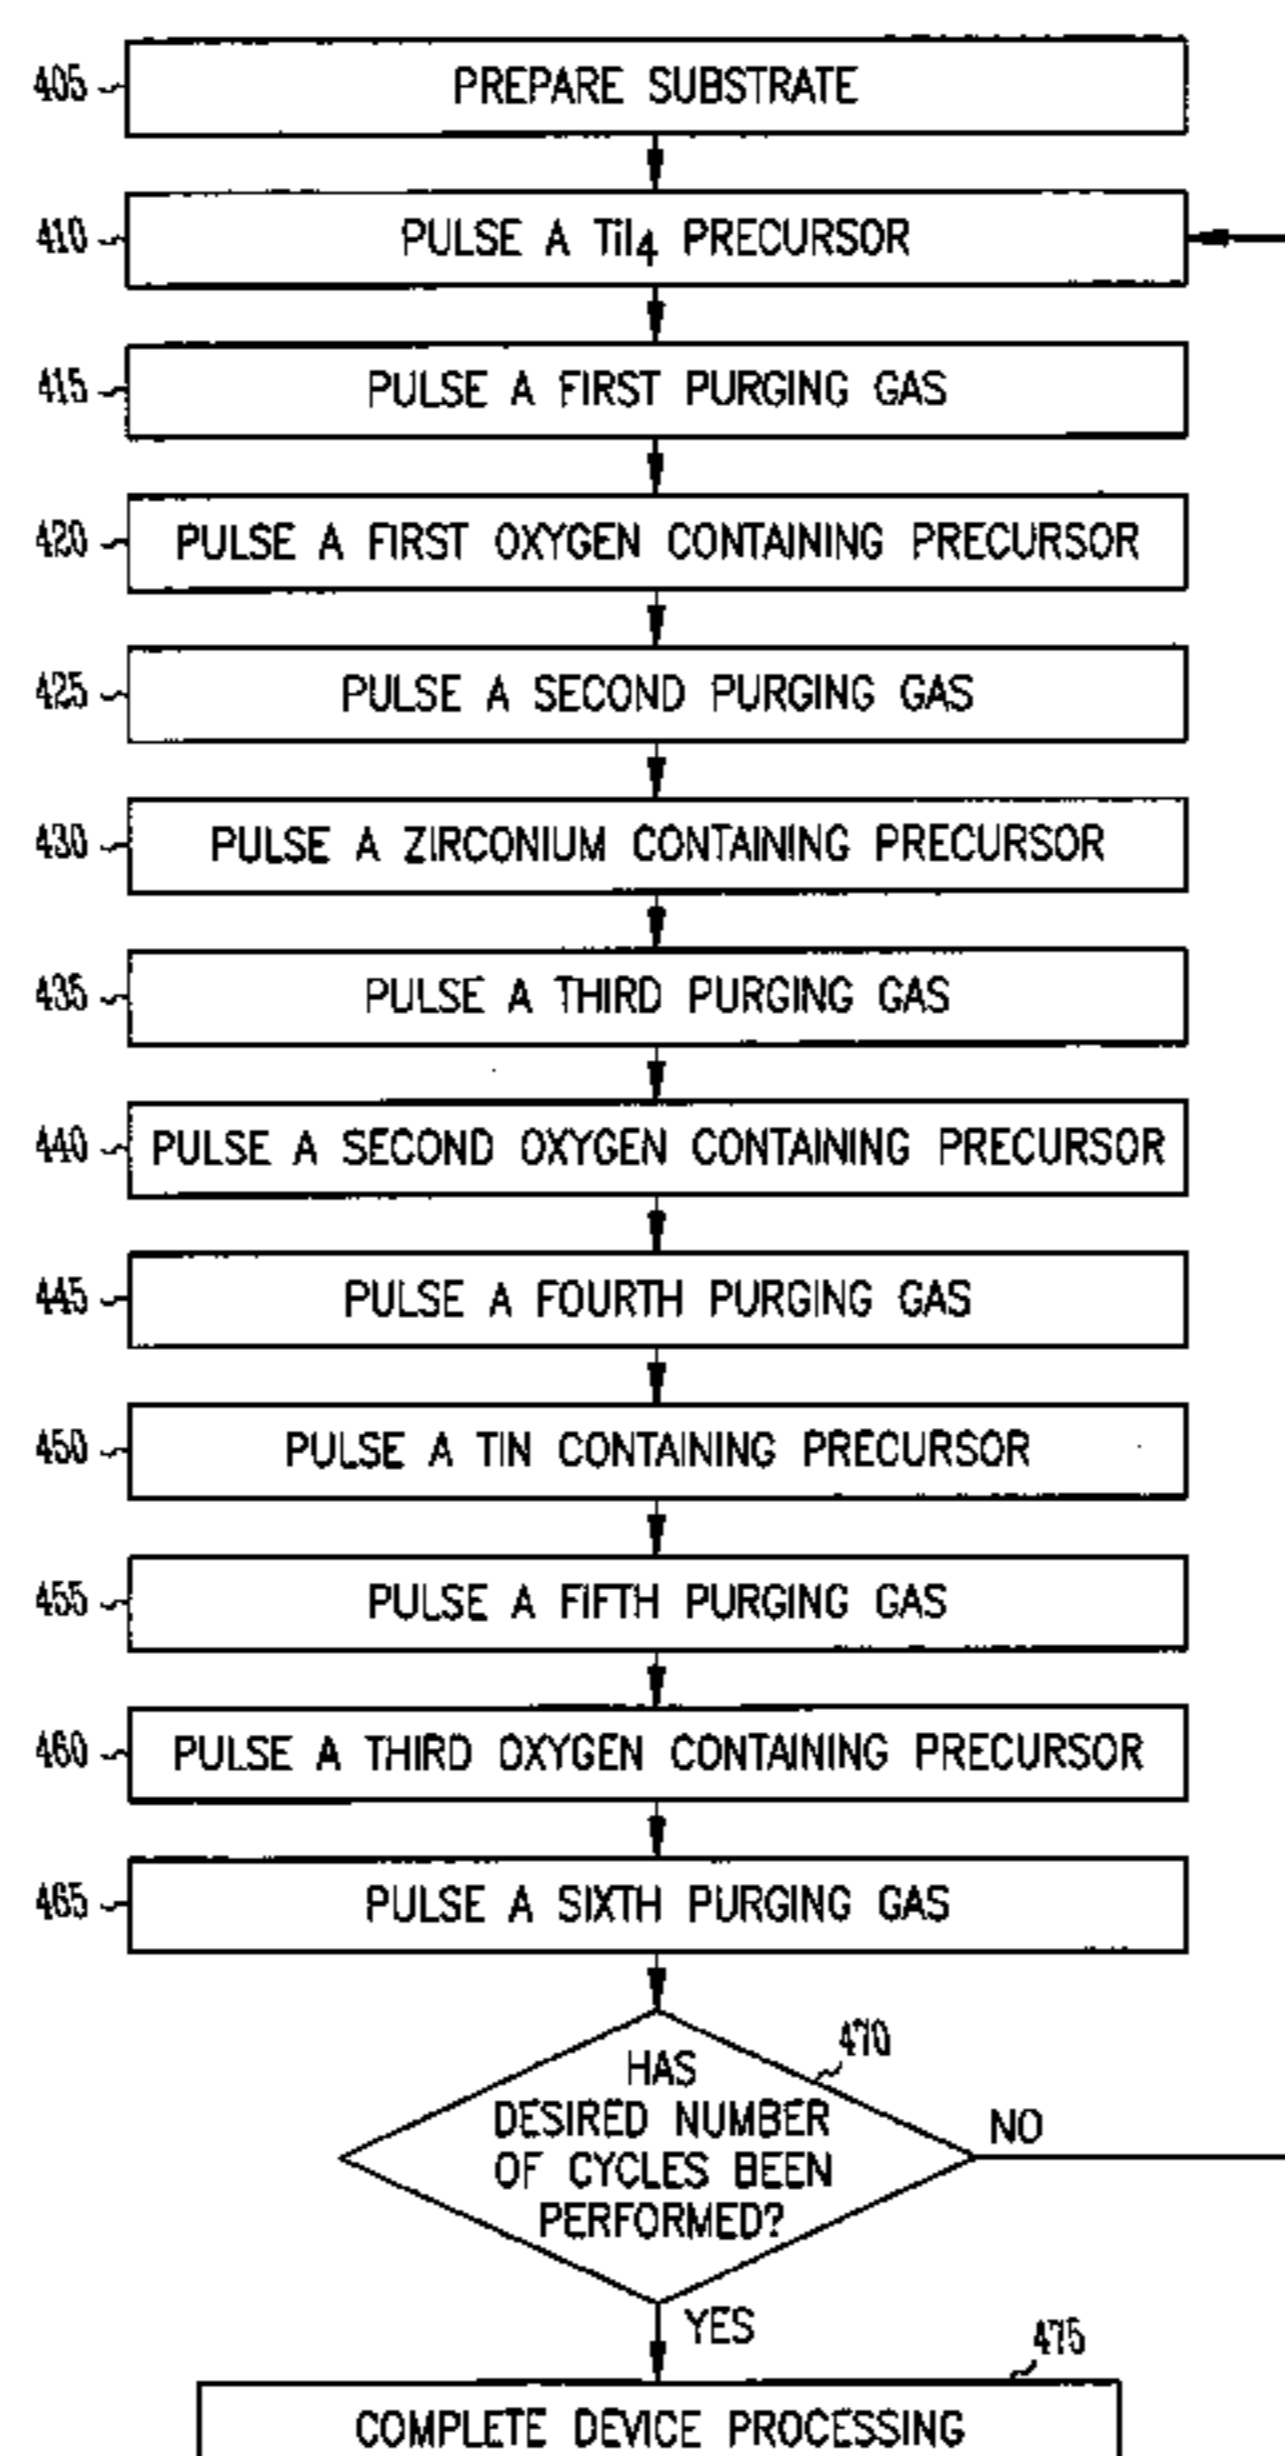 405
PREPARE SUBSTRATE
410
PULSE A TiI4 PRECURSOR
415
PULSE A FIRST PURGING GAS
420
PULSE A FIRST OXYGEN CONTAINING PRECURSOR
425
PULSE A SECOND PURGING GAS
430
PULSE A ZIRCONIUM CONTAINING PRECURSOR
435
PULSE A THIRD PURGING GAS
440
PULSE A SECOND OXYGEN CONTAINING PRECURSOR
445
PULSE A FOURTH PURGING GAS
450
PULSE A TIN CONTAINING PRECURSOR
455
PULSE A FIFTH PURGING GAS
460
PULSE A THIRD OXYGEN CONTAINING PRECURSOR
465
PULSE A SIXTH PURGING GAS
470
HAS
DESIRED NUMBER
OF CYCLES BEEN
PERFORMED?
NO
YES
475
COMPLETE DEVICE PROCESSING